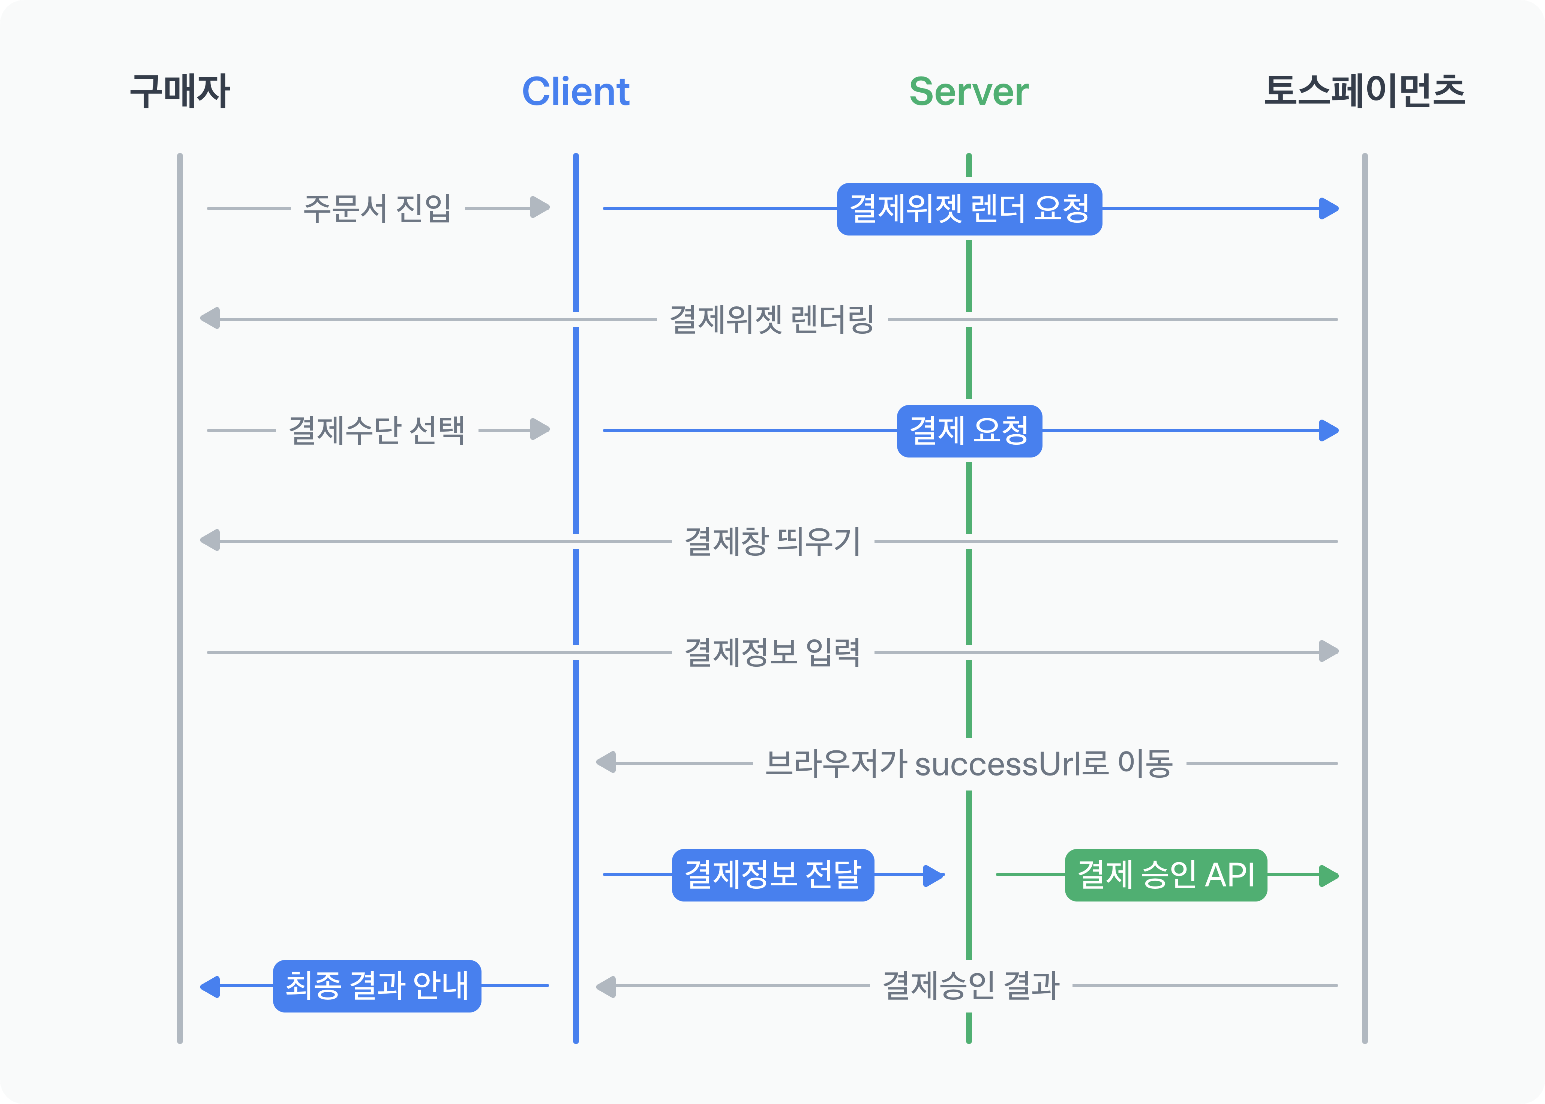 구매자
Client
Server
토스페이먼츠
주문서 진입
결제위젯 렌더 요청
결제위젯 렌더링
결제수단 선택
결제 요청
결제창 띄우기
결제정보 입력
브라우저가 successUrl로 이동
결제정보 전달
결제 승인 API
최종 결과 안내
결제승인 결과